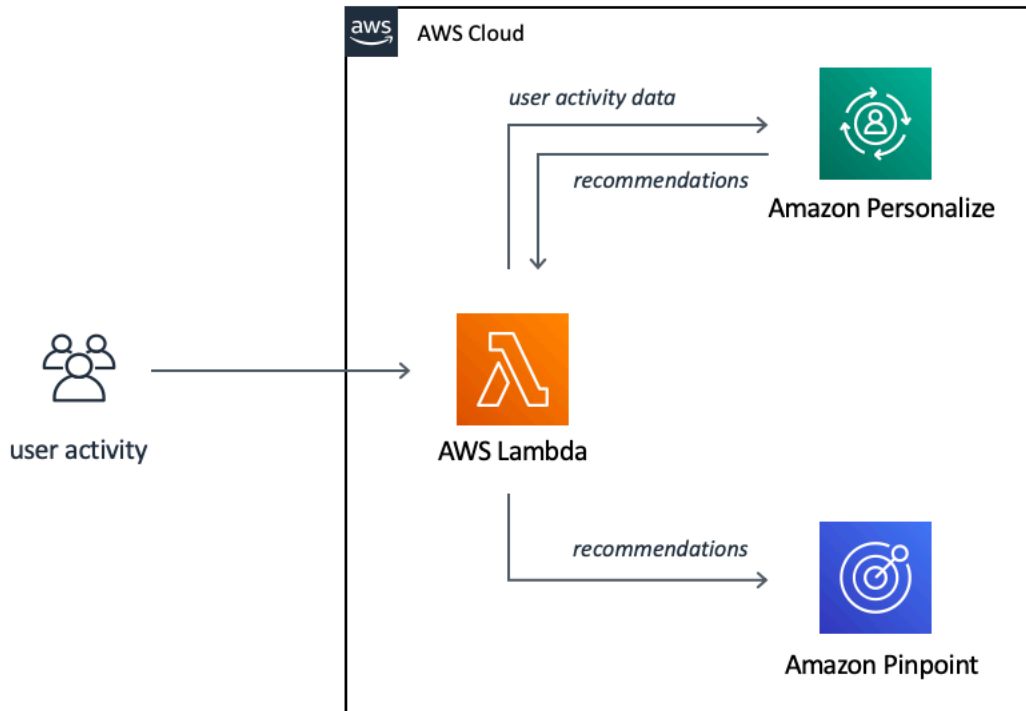 aws
AWS Cloud
user activity data
recommendations
Amazon Personalize
user activity
AWS Lambda
recommendations
Amazon Pinpoint